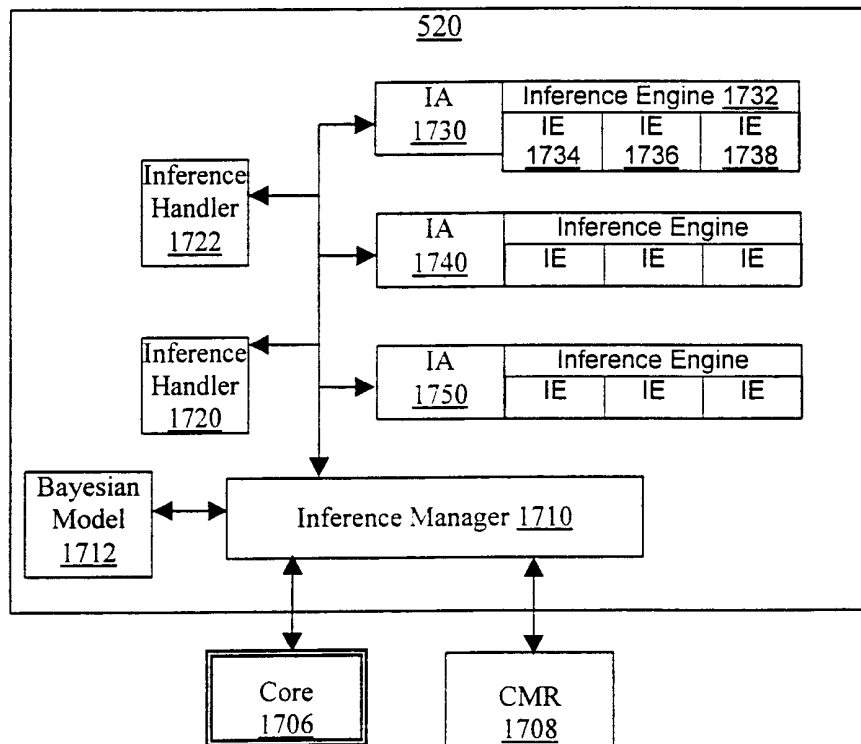 520
IA
1730
Inference Engine 1732
IE
1734
IE
1736
IE
1738
Inference
Handler
1722
IA
1740
Inference Engine
IE
IE
IE
Inference
Handler
1720
IA
1750
Inference Engine
IE
IE
IE
Bayesian
Model
1712
Inference Manager 1710
Core
1706
CMR
1708